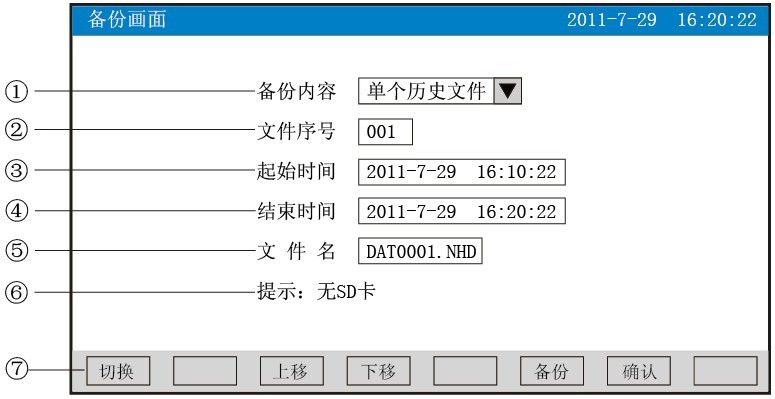 备份画面 2011-7-29 16:20:22
① 备份内容 单个历史文件
② 文件序号 001
③ 起始时间 2011-7-29 16:10:22
④ 结束时间 2011-7-29 16:20:22
⑤ 文 件 名 DAT0001.NHD
⑥ 提示：无SD卡
⑦ 切换 上移 下移 备份 确认